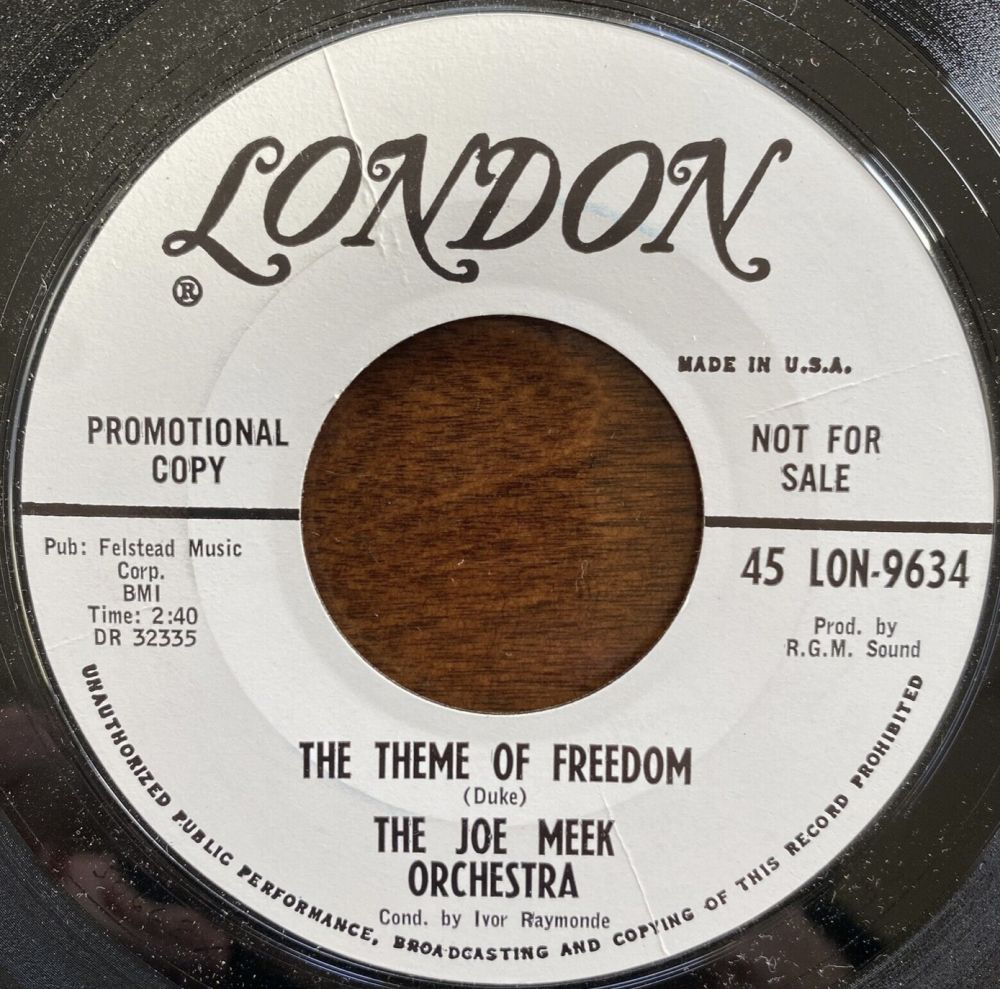 LONDON
®
MADE IN U.S.A.
PROMOTIONAL
COPY
NOT FOR
SALE
Pub: Felstead Music
Corp.
BMI
Time: 2:40
DR 32335
45 LON-9634
Prod. by
R.G.M. Sound
THE THEME OF FREEDOM
(Duke)
THE JOE MEEK
ORCHESTRA
Cond. by Ivor Raymonde
UNAUTHORIZED PUBLIC PERFORMANCE, BROADCASTING AND COPYING OF THIS RECORD PROHIBITED